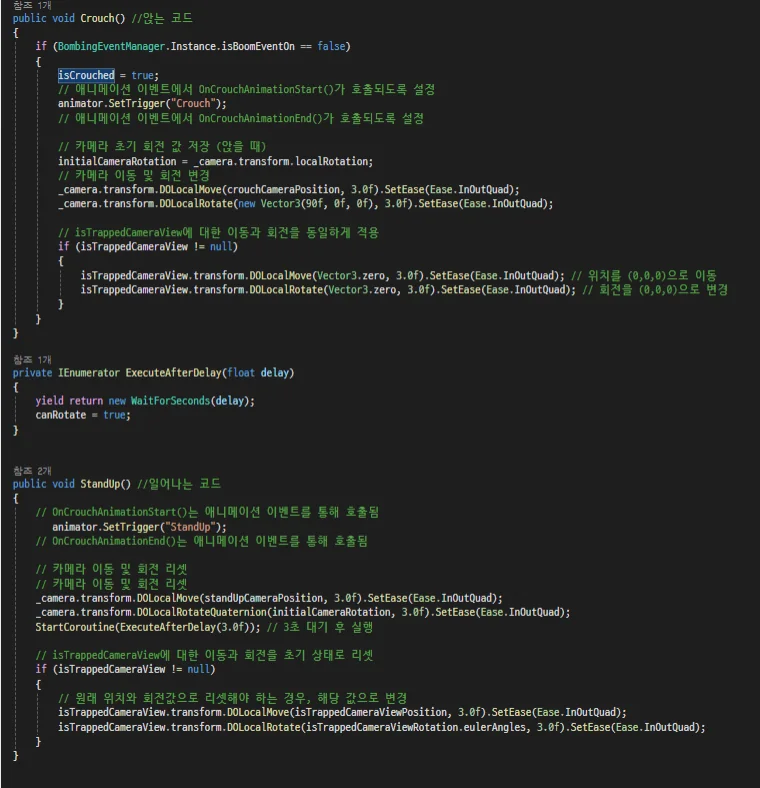 참조 1개
public void Crouch() //앉는 코드
{
if (BombingEventManager.Instance.isBoomEventOn == false)
{
isCrouched = true;
// 애니메이션 이벤트에서 OnCrouchAnimationStart()가 호출되도록 설정
animator.SetTrigger("Crouch");
// 애니메이션 이벤트에서 OnCrouchAnimationEnd()가 호출되도록 설정
// 카메라 초기 회전 값 저장 (앉을 때)
initialCameraRotation = _camera.transform.localRotation;
// 카메라 이동 및 회전 변경
_camera.transform.DOLocalMove(crouchCameraPosition, 3.0f).SetEase(Ease.InOutQuad);
_camera.transform.DOLocalRotate(new Vector3(90f, 0f, 0f), 3.0f).SetEase(Ease.InOutQuad);
// isTrappedCameraView에 대한 이동과 회전을 동일하게 적용
if (isTrappedCameraView != null)
{
isTrappedCameraView.transform.DOLocalMove(Vector3.zero, 3.0f).SetEase(Ease.InOutQuad); // 위치를 (0,0,0)으로 이동
isTrappedCameraView.transform.DOLocalRotate(Vector3.zero, 3.0f).SetEase(Ease.InOutQuad); // 회전을 (0,0,0)으로 변경
}
}
}
참조 1개
private IEnumerator ExecuteAfterDelay(float delay)
{
yield return new WaitForSeconds(delay);
canRotate = true;
}
참조 2개
public void StandUp() //일어나는 코드
{
// OnCrouchAnimationStart()는 애니메이션 이벤트를 통해 호출됨
animator.SetTrigger("StandUp");
// OnCrouchAnimationEnd()는 애니메이션 이벤트를 통해 호출됨
// 카메라 이동 및 회전 리셋
// 카메라 이동 및 회전 리셋
_camera.transform.DOLocalMove(standUpCameraPosition, 3.0f).SetEase(Ease.InOutQuad);
_camera.transform.DOLocalRotateQuaternion(initialCameraRotation, 3.0f).SetEase(Ease.InOutQuad);
StartCoroutine(ExecuteAfterDelay(3.0f)); // 3초 대기 후 실행
// isTrappedCameraView에 대한 이동과 회전을 초기 상태로 리셋
if (isTrappedCameraView != null)
{
// 원래 위치와 회전값으로 리셋해야 하는 경우, 해당 값으로 변경
isTrappedCameraView.transform.DOLocalMove(isTrappedCameraViewPosition, 3.0f).SetEase(Ease.InOutQuad);
isTrappedCameraView.transform.DOLocalRotate(isTrappedCameraViewRotation.eulerAngles, 3.0f).SetEase(Ease.InOutQuad);
}
}